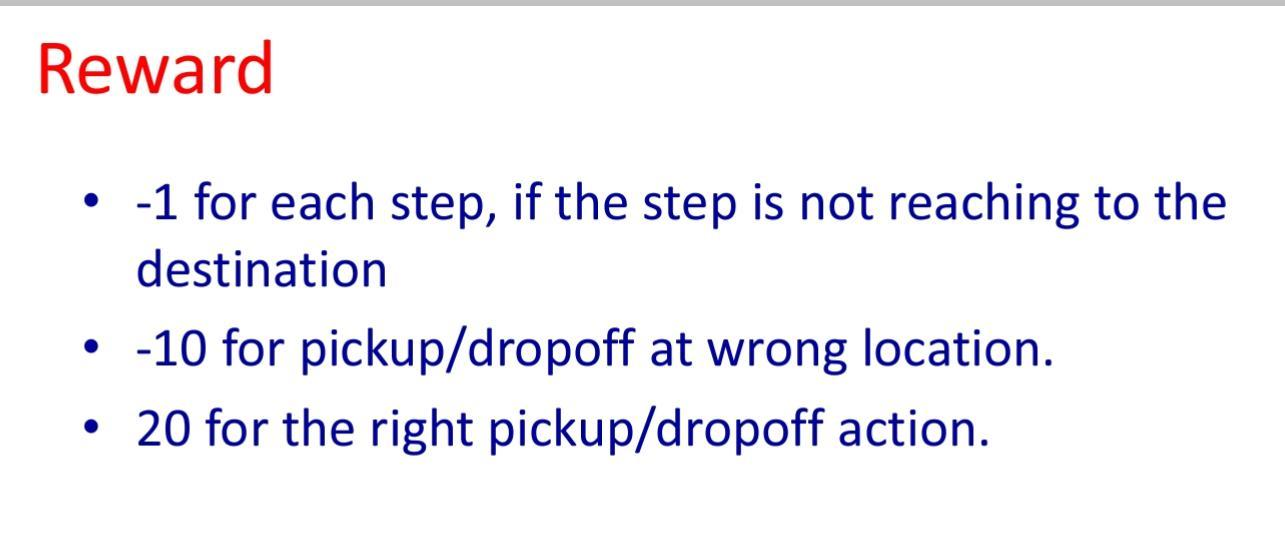 Reward
• -1 for each step, if the step is not reaching to the
destination
• -10 for pickup/dropoff at wrong location.
• 20 for the right pickup/dropoff action.